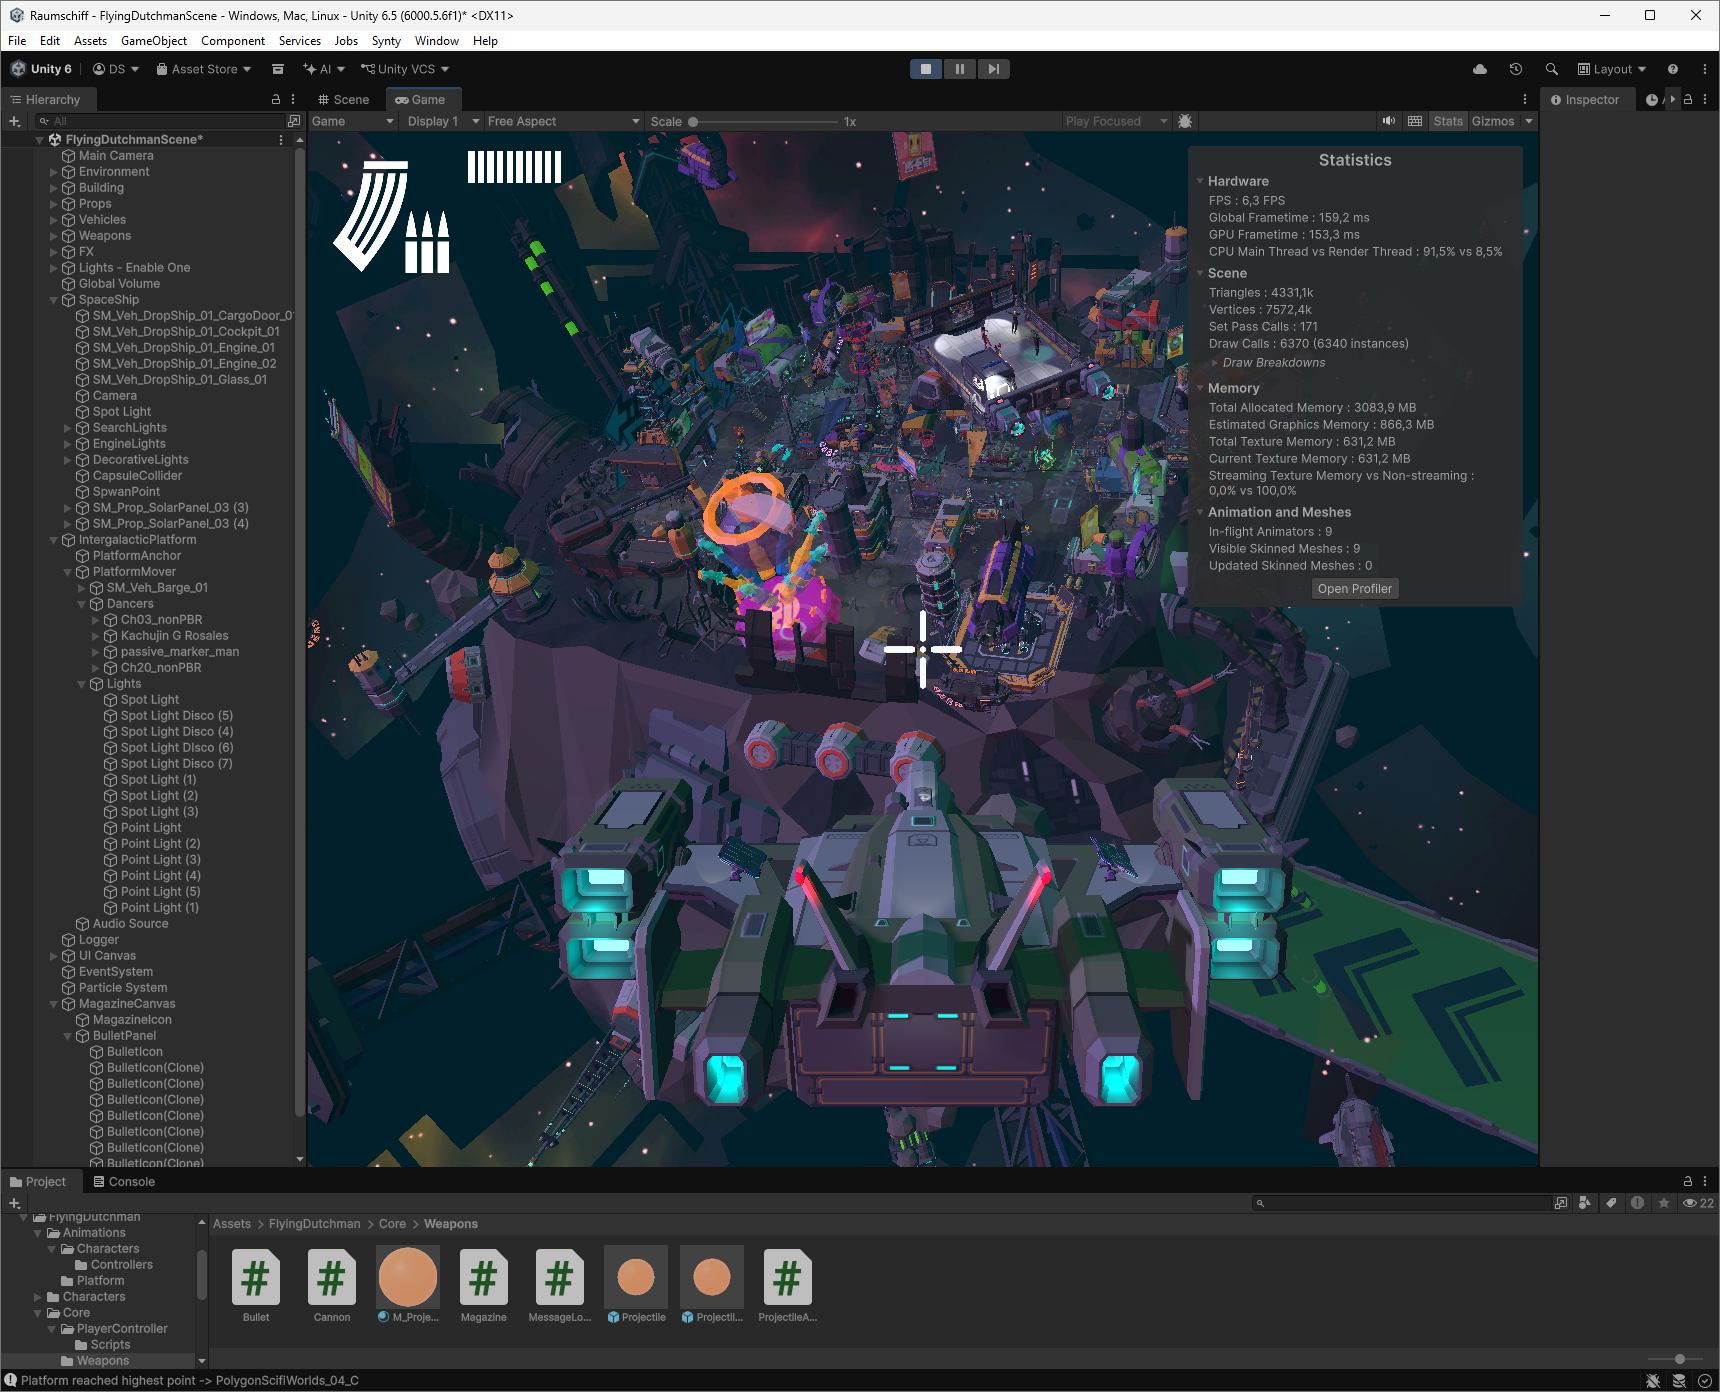 Raumschiff - FlyingDutchmanScene - Windows, Mac, Linux - Unity 6.5 (6000.5.6f1)* <DX11>
File Edit Assets GameObject Component Services Jobs Synty Window Help
Unity 6 DS Asset Store AI Unity VCS Layout
Hierarchy
All
FlyingDutchmanScene*
Main Camera
Environment
Building
Props
Vehicles
Weapons
FX
Lights - Enable One
Global Volume
SpaceShip
SM_Veh_DropShip_01_CargoDoor_0
SM_Veh_DropShip_01_Cockpit_01
SM_Veh_DropShip_01_Engine_01
SM_Veh_DropShip_01_Engine_02
SM_Veh_DropShip_01_Glass_01
Camera
Spot Light
SearchLights
EngineLights
DecorativeLights
CapsuleCollider
SpwanPoint
SM_Prop_SolarPanel_03 (3)
SM_Prop_SolarPanel_03 (4)
IntergalacticPlatform
PlatformAnchor
PlatformMover
SM_Veh_Barge_01
Dancers
Ch03_nonPBR
Kachujin G Rosales
passive_marker_man
Ch20_nonPBR
Lights
Spot Light
Spot Light Disco (5)
Spot Light Disco (4)
Spot Light DIsco (6)
Spot Light Disco (7)
Spot Light (1)
Spot Light (2)
Spot Light (3)
Point Light
Point Light (2)
Point Light (3)
Point Light (4)
Point Light (5)
Point Light (1)
Audio Source
Logger
UI Canvas
EventSystem
Particle System
MagazineCanvas
MagazineIcon
BulletPanel
BulletIcon
BulletIcon(Clone)
BulletIcon(Clone)
BulletIcon(Clone)
BulletIcon(Clone)
BulletIcon(Clone)
BulletIcon(Clone)
BulletIcon(Clone)
Scene Game
Game Display 1 Free Aspect Scale 1x Play Focused Stats Gizmos
Statistics
Hardware
FPS : 6,3 FPS
Global Frametime : 159,2 ms
GPU Frametime : 153,3 ms
CPU Main Thread vs Render Thread : 91,5% vs 8,5%
Scene
Triangles : 4331,1k
Vertices : 7572,4k
Set Pass Calls : 171
Draw Calls : 6370 (6340 instances)
Draw Breakdowns
Memory
Total Allocated Memory : 3083,9 MB
Estimated Graphics Memory : 866,3 MB
Total Texture Memory : 631,2 MB
Current Texture Memory : 631,2 MB
Streaming Texture Memory vs Non-streaming :
0,0% vs 100,0%
Animation and Meshes
In-flight Animators : 9
Visible Skinned Meshes : 9
Updated Skinned Meshes : 0
Open Profiler
Inspector
Project Console
22
FlyingDutchman
Animations
Characters
Controllers
Platform
Characters
Core
PlayerController
Scripts
Weapons
Assets > FlyingDutchman > Core > Weapons
Bullet Cannon M_Proje... Magazine MessageLo... Projectile Projectil... ProjectileA...
Platform reached highest point -> PolygonScifiWorlds_04_C